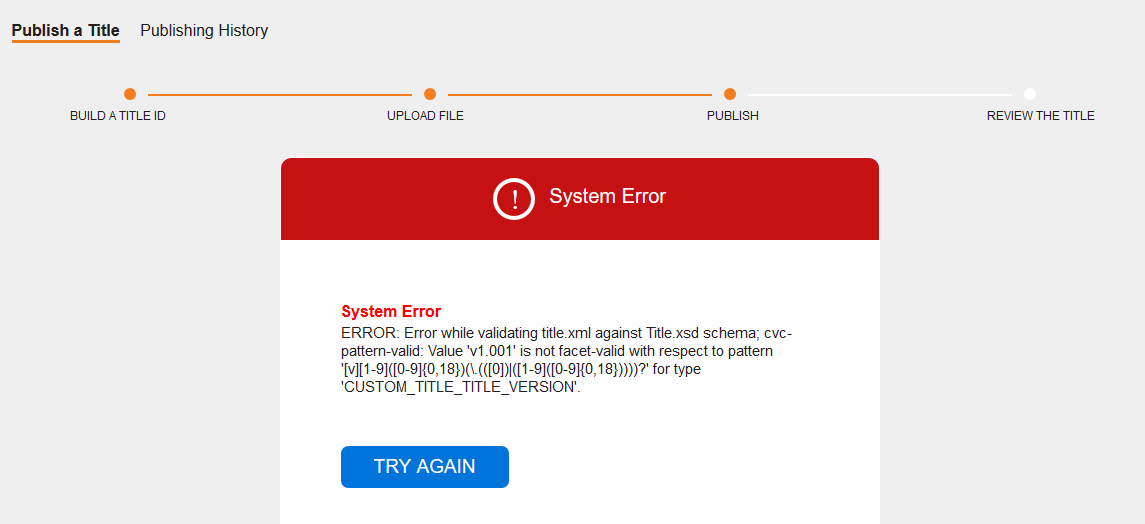 Publish a Title Publishing History
BUILD A TITLE ID UPLOAD FILE PUBLISH REVIEW THE TITLE
! System Error
System Error
ERROR: Error while validating title.xml against Title.xsd schema; cvc-
pattern-valid: Value 'v1.001' is not facet-valid with respect to pattern
'[v][1-9]([0-9]{0,18})(\.(([0])|([1-9]([0-9]{0,18}))))?' for type
'CUSTOM_TITLE_TITLE_VERSION'.
TRY AGAIN